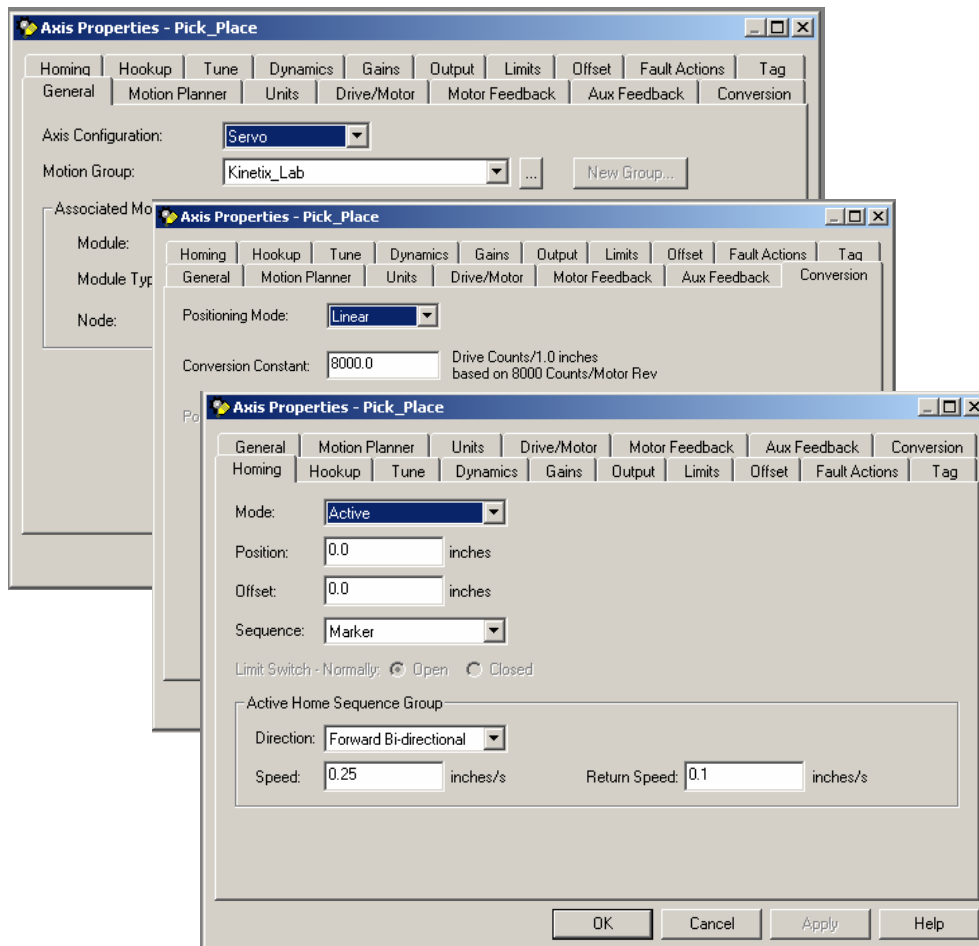 Axis Properties - Pick_Place
Homing Hookup Tune Dynamics Gains Output Limits Offset Fault Actions Tag
General Motion Planner Units Drive/Motor Motor Feedback Aux Feedback Conversion
Axis Configuration: Servo
Motion Group: Kinetix_Lab ... New Group...
Associated Mo
Module:
Module Typ
Node:
Axis Properties - Pick_Place
Homing Hookup Tune Dynamics Gains Output Limits Offset Fault Actions Tag
General Motion Planner Units Drive/Motor Motor Feedback Aux Feedback Conversion
Positioning Mode: Linear
Conversion Constant: 8000.0 Drive Counts/1.0 inches
based on 8000 Counts/Motor Rev
Po
Axis Properties - Pick_Place
General Motion Planner Units Drive/Motor Motor Feedback Aux Feedback Conversion
Homing Hookup Tune Dynamics Gains Output Limits Offset Fault Actions Tag
Mode: Active
Position: 0.0 inches
Offset: 0.0 inches
Sequence: Marker
Limit Switch - Normally: Open Closed
Active Home Sequence Group
Direction: Forward Bi-directional
Speed: 0.25 inches/s Return Speed: 0.1 inches/s
OK Cancel Apply Help